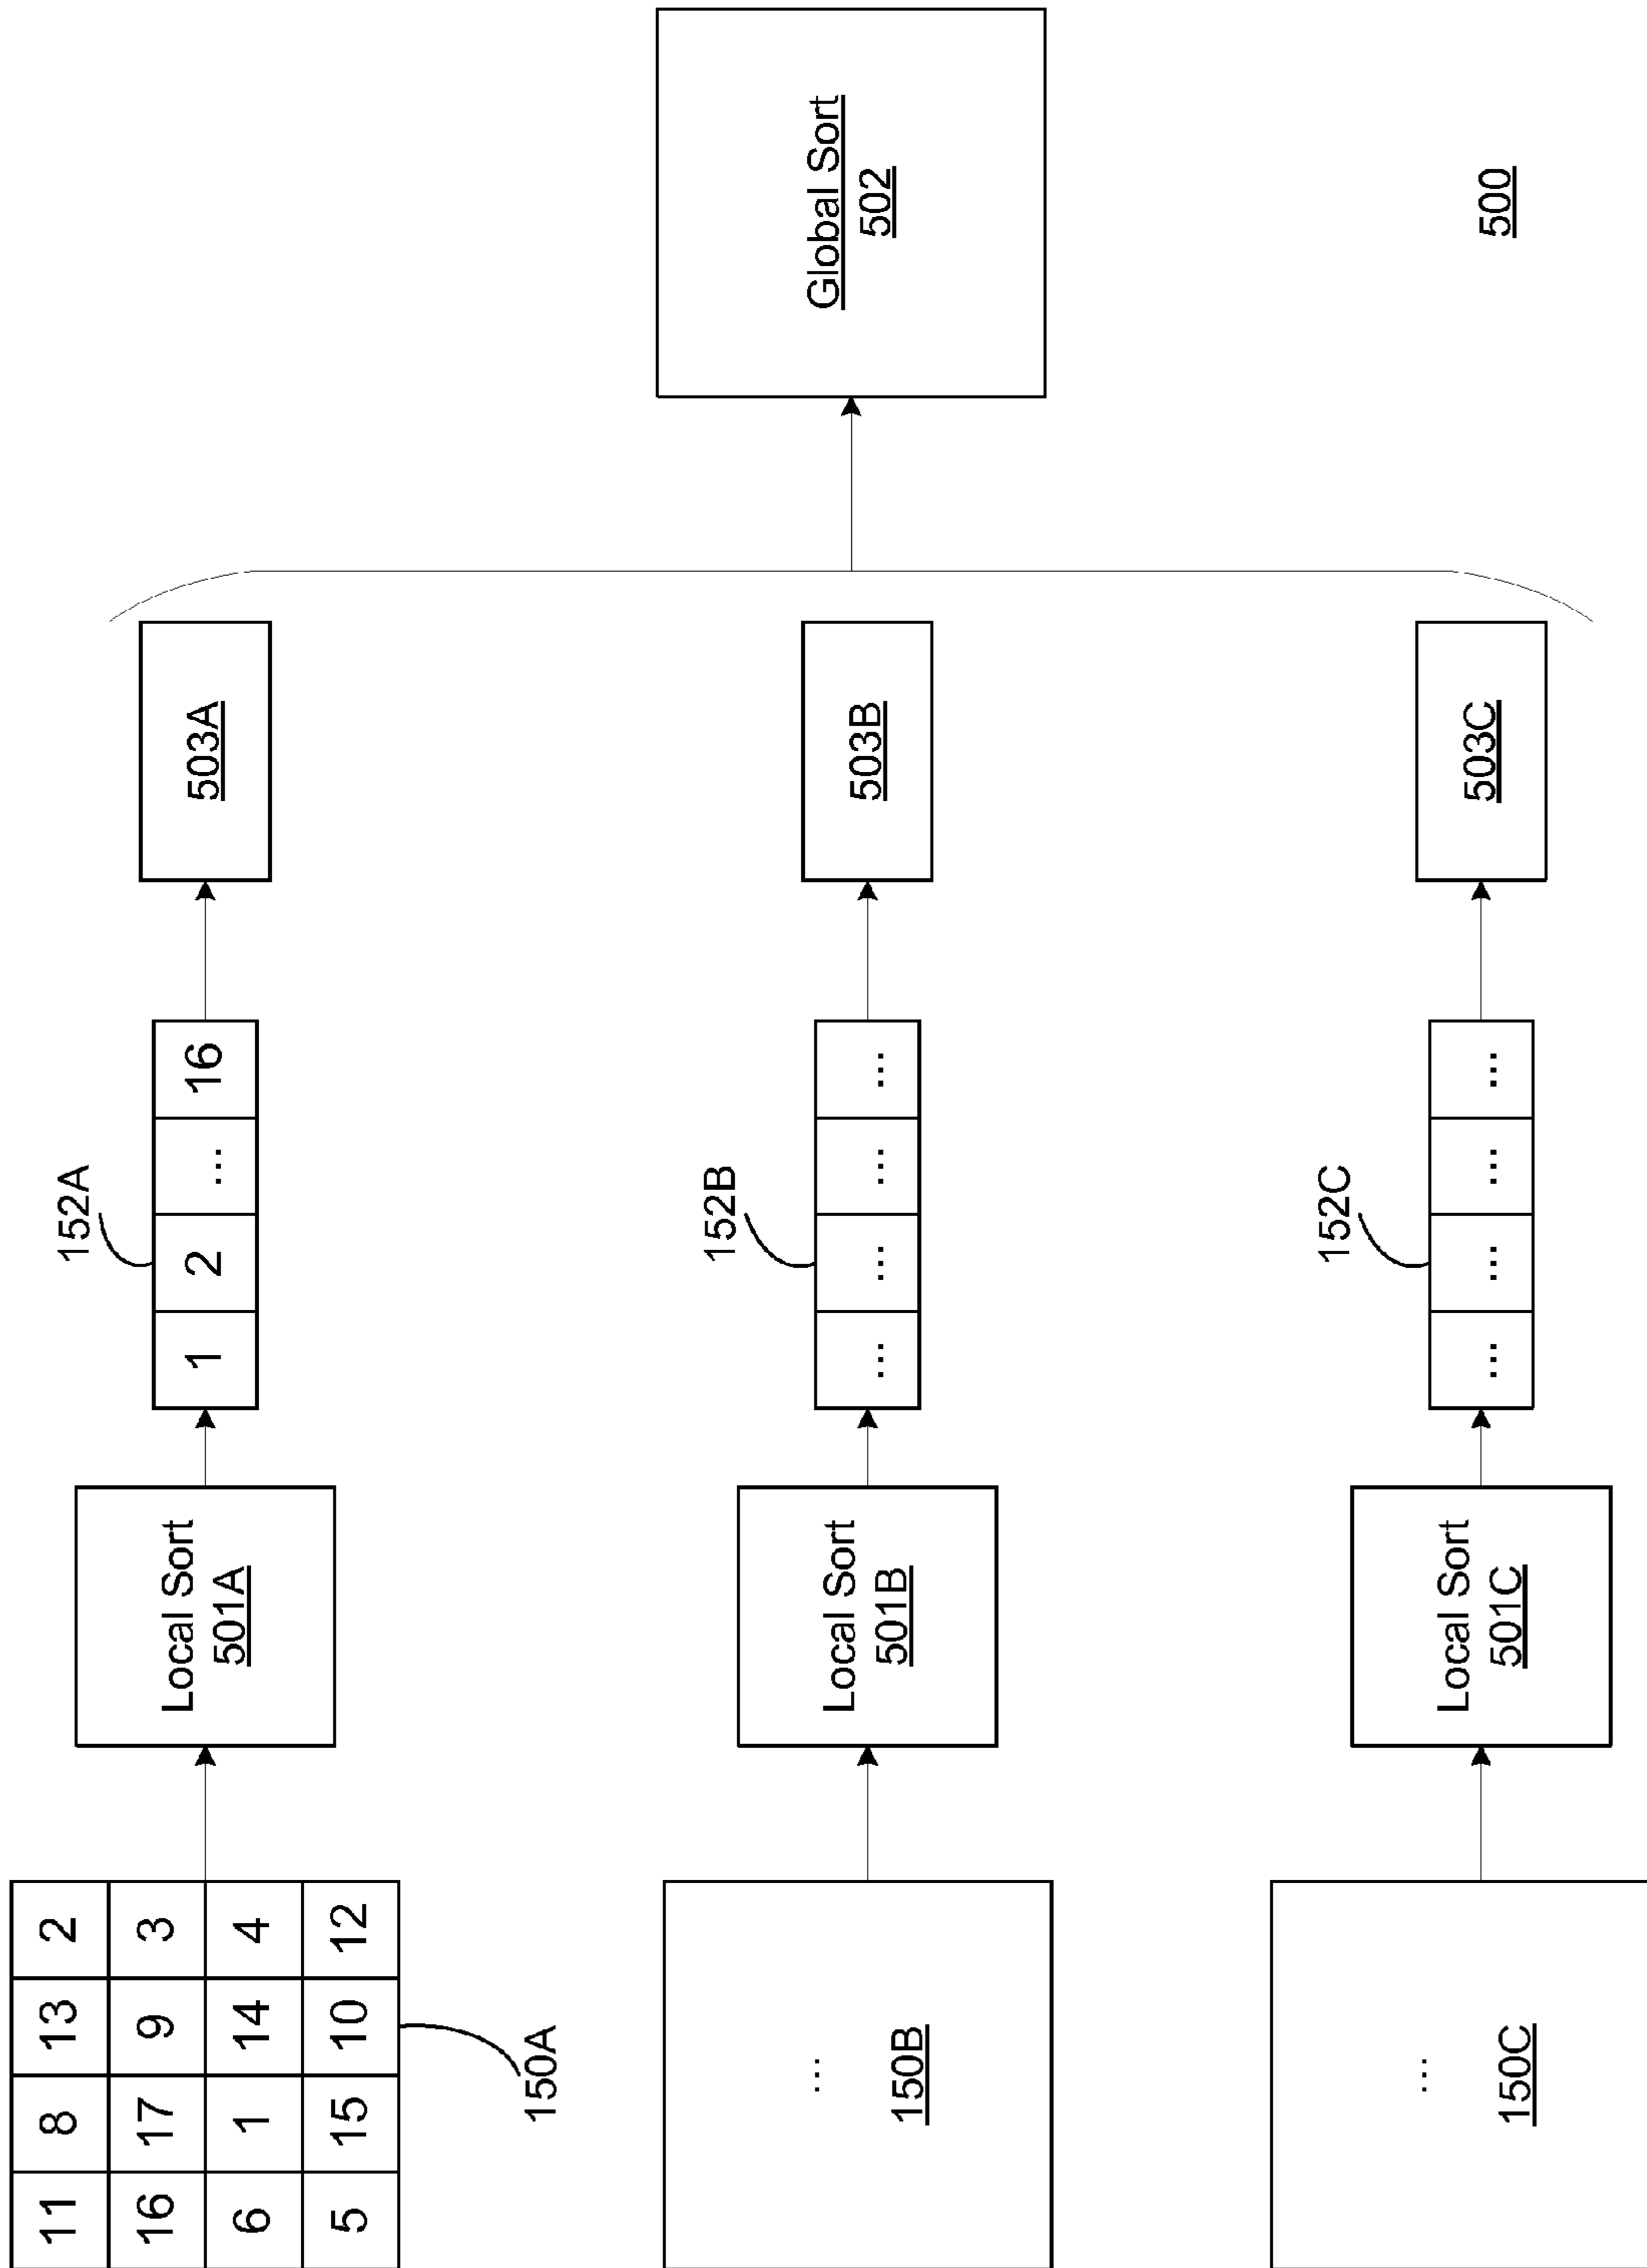 11 8 13 2
16 17 9 3
6 1 14 4
5 15 10 12
150A
Local Sort
501A
152A
1 2 ... 16
503A
...
150B
Local Sort
501B
152B
... ... ... ...
503B
Global Sort
502
...
150C
Local Sort
501C
152C
... ... ... ...
503C
500